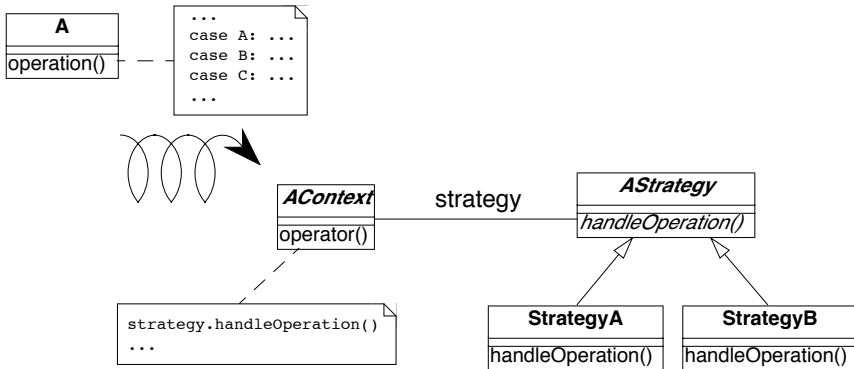 A
operation()
...
case A: ...
case B: ...
case C: ...
...
AContext
operator()
strategy
AStrategy
handleOperation()
strategy.handleOperation()
...
StrategyA
handleOperation()
StrategyB
handleOperation()